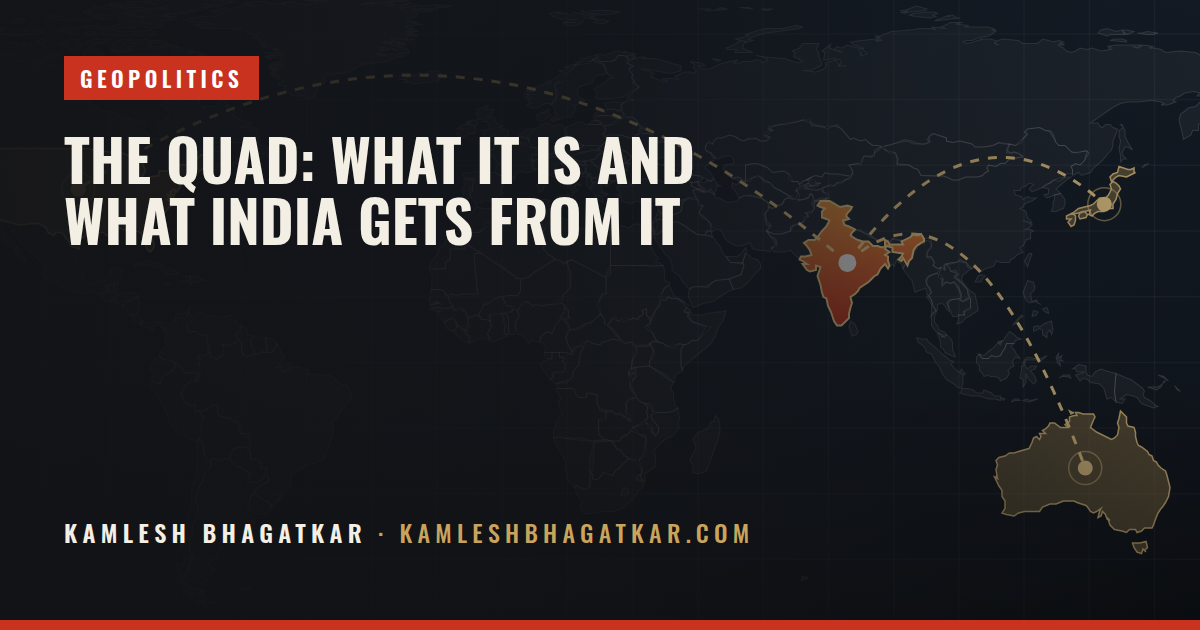 GEOPOLITICS
THE QUAD: WHAT IT IS AND
WHAT INDIA GETS FROM IT
KAMLESH BHAGATKAR · KAMLESHBHAGATKAR.COM